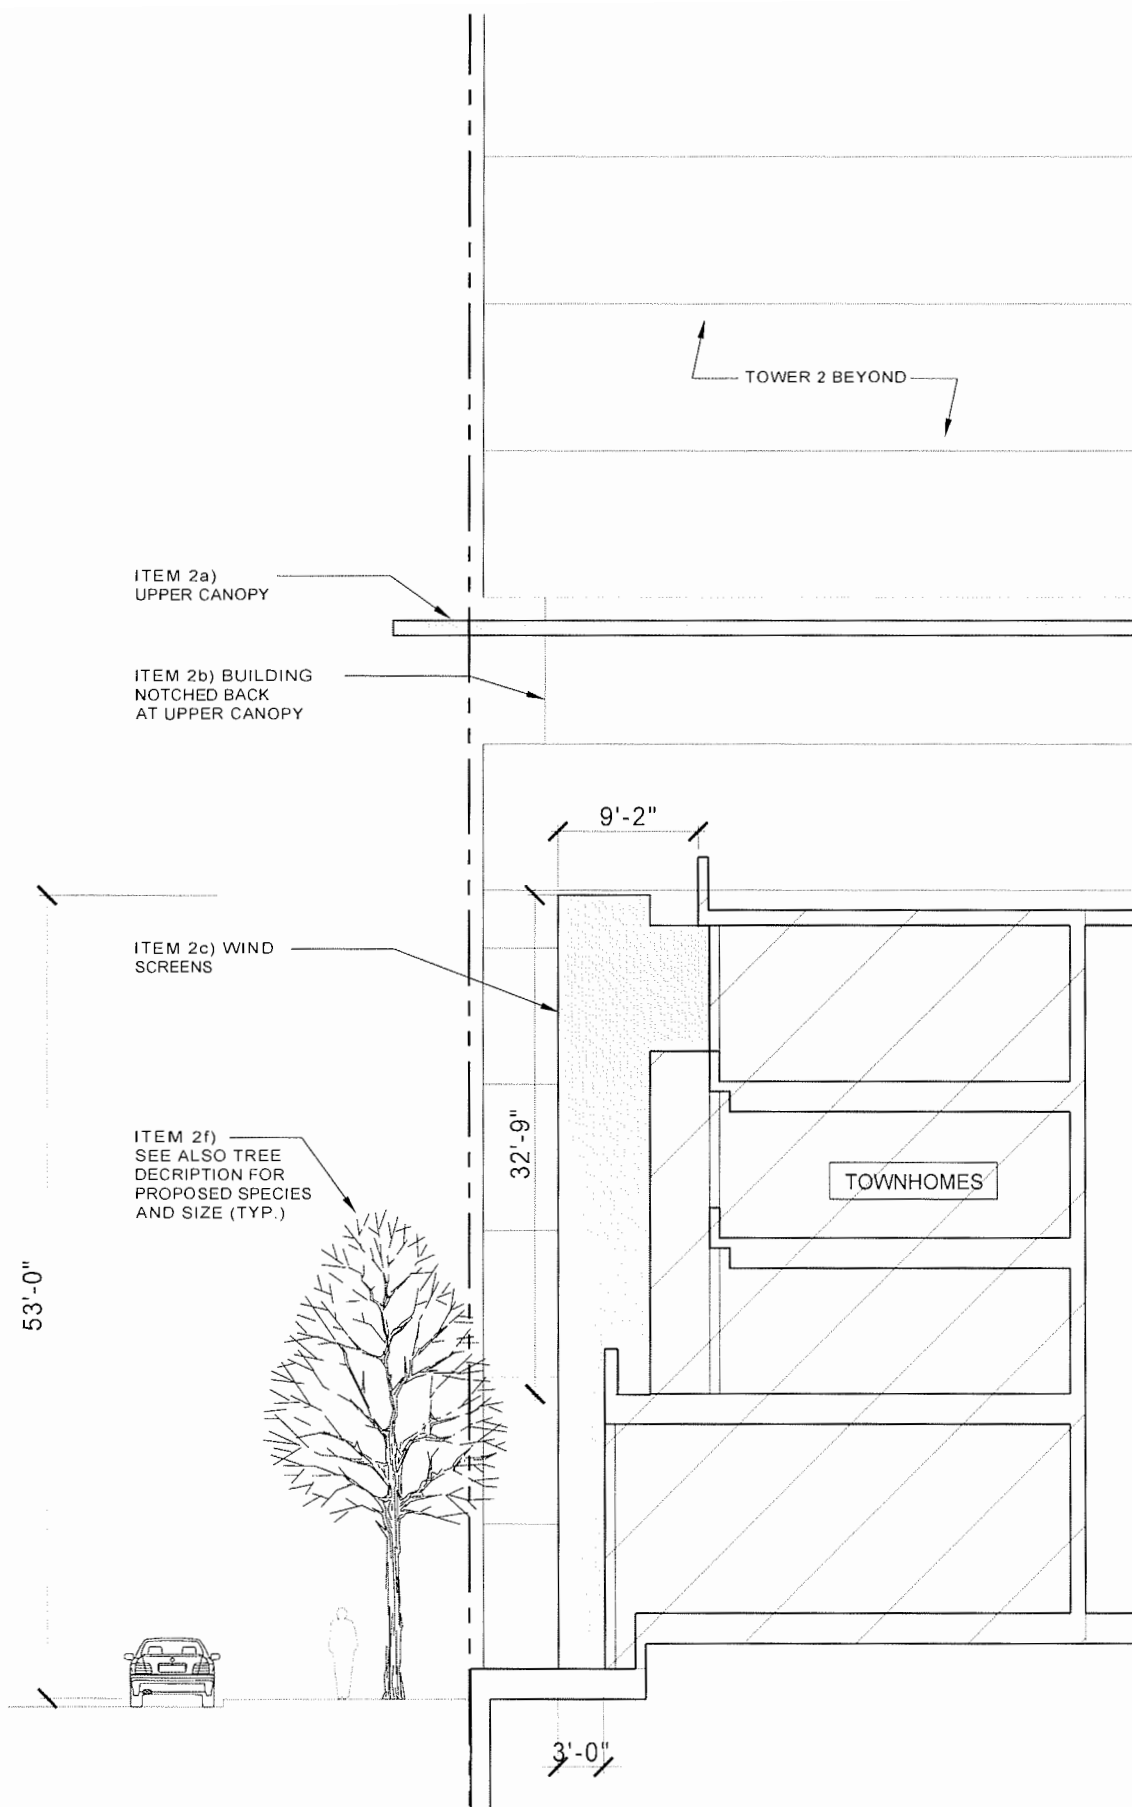 TOWER 2 BEYOND
ITEM 2a)
UPPER CANOPY
ITEM 2b) BUILDING
NOTCHED BACK
AT UPPER CANOPY
9'-2"
ITEM 2c) WIND
SCREENS
32'-9"
ITEM 2f)
SEE ALSO TREE
DECRIPTION FOR
PROPOSED SPECIES
AND SIZE (TYP.)
TOWNHOMES
53'-0"
3'-0"